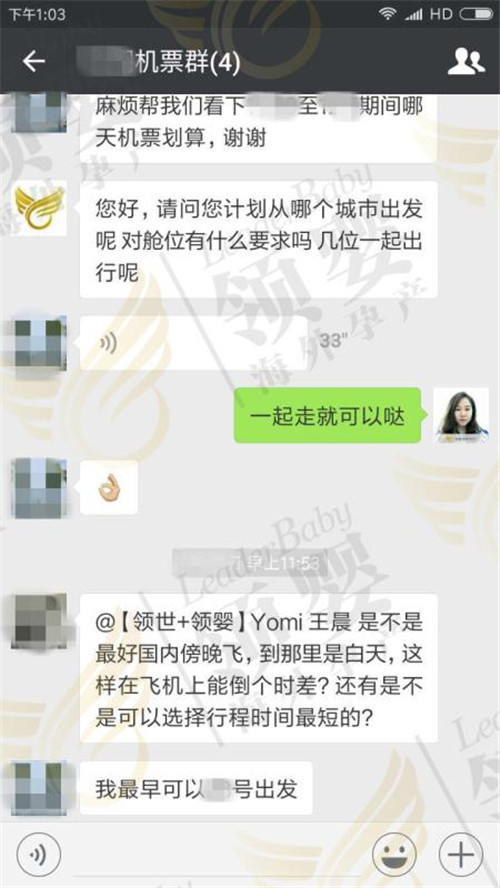 下午1:03
HD
机票群(4)
麻烦帮我们看下 至 期间哪
天机票划算，谢谢
您好，请问您计划从哪个城市出发
呢 对舱位有什么要求吗 几位一起出
行呢
33"
一起走就可以哒
早上11:53
@【领世+领婴】Yomi 王晨 是不是
最好国内傍晚飞，到那里是白天，这
样在飞机上能倒个时差？还有是不
是可以选择行程时间最短的？
我最早可以 号出发
LeaderBaby
领婴
海外孕产
LeaderBaby
领婴